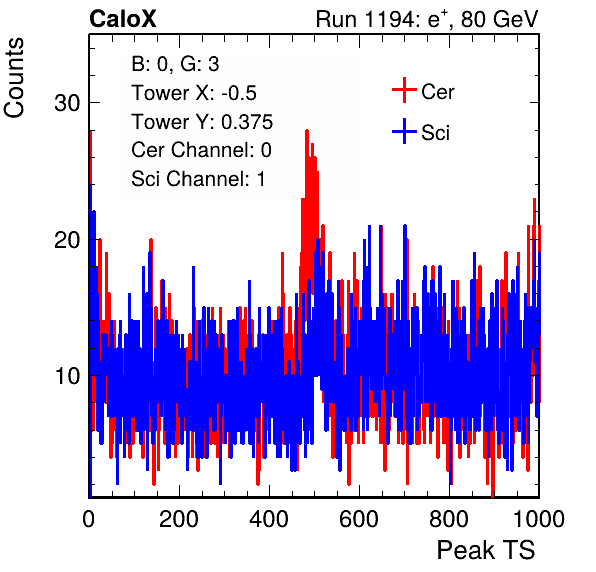 CaloX Run 1194: e+, 80 GeV
Counts
B: 0, G: 3
Tower X: -0.5
Tower Y: 0.375
Cer Channel: 0
Sci Channel: 1
Cer
Sci
30
20
10
0 200 400 600 800 1000
Peak TS